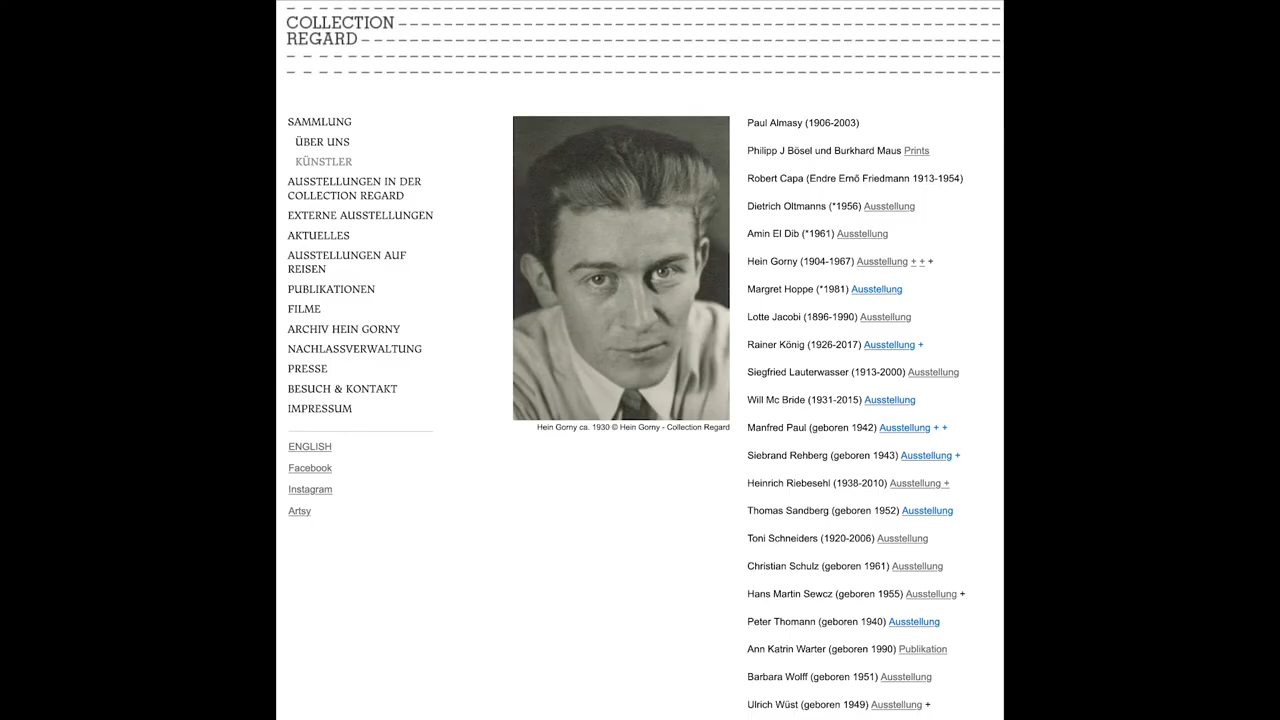 COLLECTION
REGARD
SAMMLUNG
ÜBER UNS
KÜNSTLER
AUSSTELLUNGEN IN DER
COLLECTION REGARD
EXTERNE AUSSTELLUNGEN
AKTUELLES
AUSSTELLUNGEN AUF
REISEN
PUBLIKATIONEN
FILME
ARCHIV HEIN GORNY
NACHLASSVERWALTUNG
PRESSE
BESUCH & KONTAKT
IMPRESSUM
ENGLISH
Facebook
Instagram
Artsy
Hein Gorny ca. 1930 © Hein Gorny - Collection Regard
Paul Almasy (1906-2003)
Philipp J Bösel und Burkhard Maus Prints
Robert Capa (Endre Ernő Friedmann 1913-1954)
Dietrich Oltmanns (*1956) Ausstellung
Amin El Dib (*1961) Ausstellung
Hein Gorny (1904-1967) Ausstellung + + +
Margret Hoppe (*1981) Ausstellung
Lotte Jacobi (1896-1990) Ausstellung
Rainer König (1926-2017) Ausstellung +
Siegfried Lauterwasser (1913-2000) Ausstellung
Will Mc Bride (1931-2015) Ausstellung
Manfred Paul (geboren 1942) Ausstellung + +
Siebrand Rehberg (geboren 1943) Ausstellung +
Heinrich Riebesehl (1938-2010) Ausstellung +
Thomas Sandberg (geboren 1952) Ausstellung
Toni Schneiders (1920-2006) Ausstellung
Christian Schulz (geboren 1961) Ausstellung
Hans Martin Sewcz (geboren 1955) Ausstellung +
Peter Thomann (geboren 1940) Ausstellung
Ann Katrin Warter (geboren 1990) Publikation
Barbara Wolff (geboren 1951) Ausstellung
Ulrich Wüst (geboren 1949) Ausstellung +